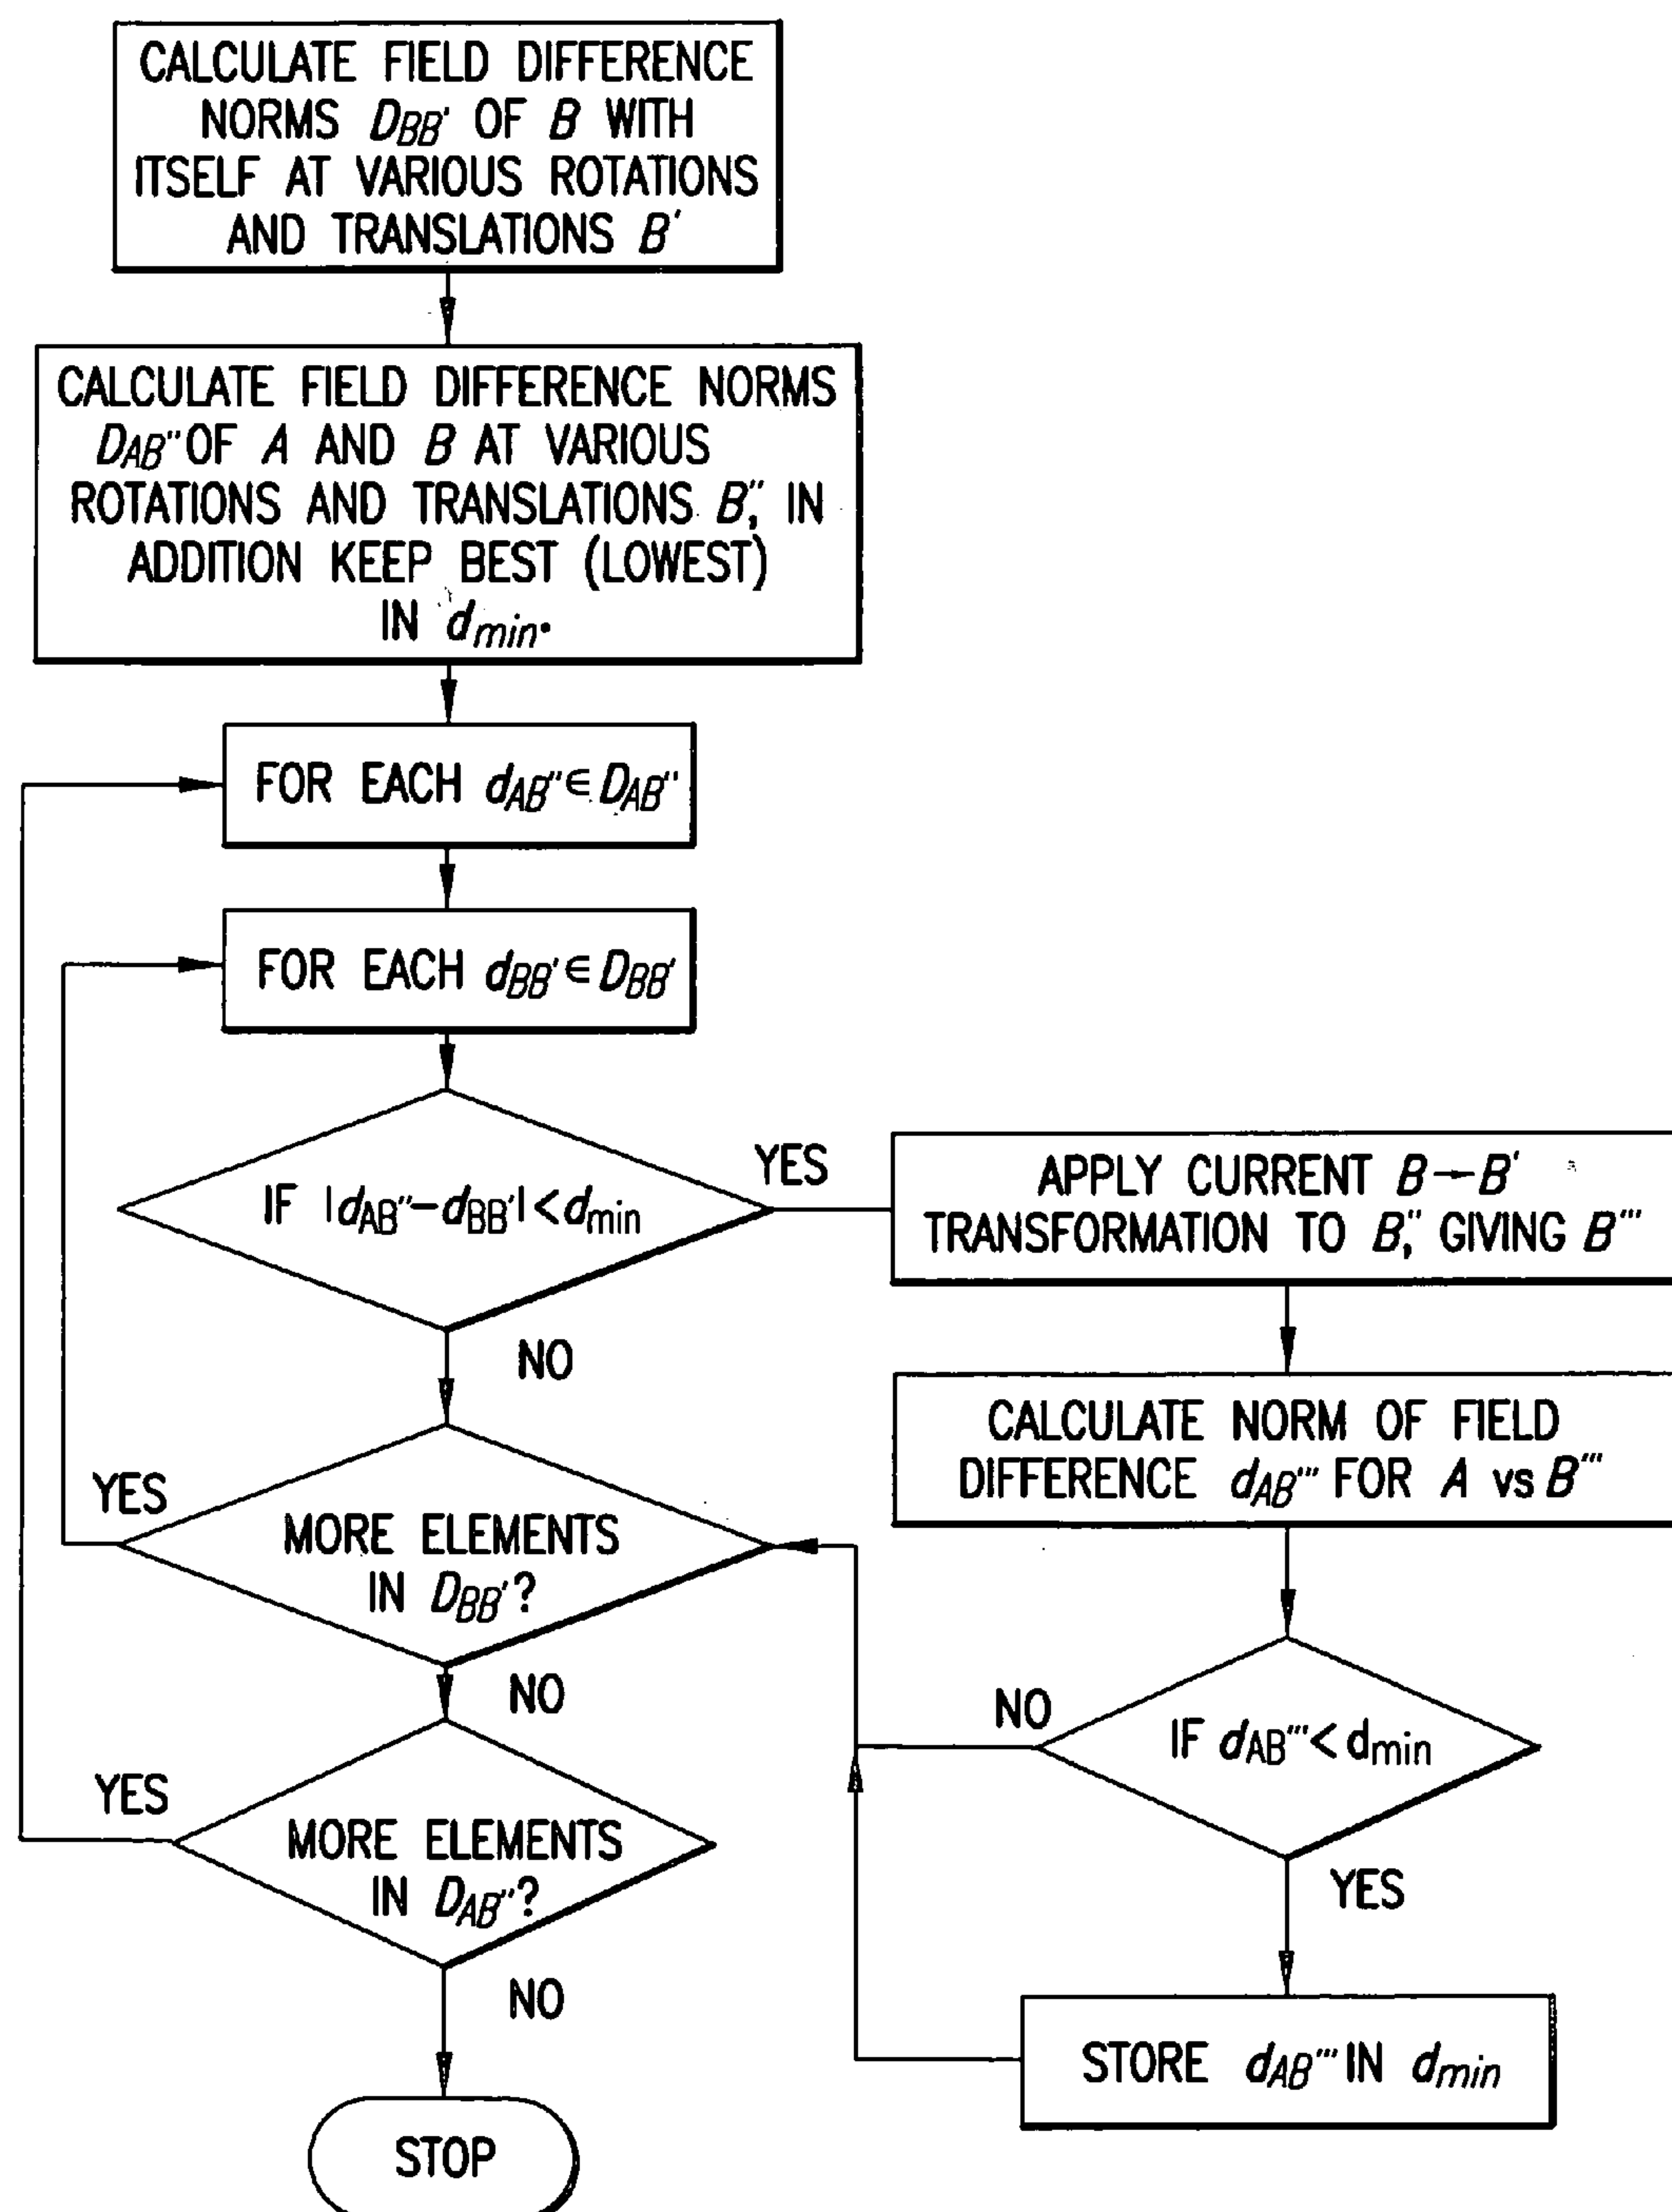 CALCULATE FIELD DIFFERENCE
NORMS DBB' OF B WITH
ITSELF AT VARIOUS ROTATIONS
AND TRANSLATIONS B'
CALCULATE FIELD DIFFERENCE NORMS
DAB'' OF A AND B AT VARIOUS
ROTATIONS AND TRANSLATIONS B'', IN
ADDITION KEEP BEST (LOWEST)
IN dmin.
FOR EACH dAB''∈DAB''
FOR EACH dBB'∈DBB'
IF |dAB''-dBB'|<dmin
YES
NO
APPLY CURRENT B→B'
TRANSFORMATION TO B'', GIVING B'''
CALCULATE NORM OF FIELD
DIFFERENCE dAB''' FOR A vs B'''
YES
MORE ELEMENTS
IN DBB'?
NO
NO
IF dAB'''<dmin
YES
YES
MORE ELEMENTS
IN DAB''?
NO
STORE dAB''' IN dmin
STOP